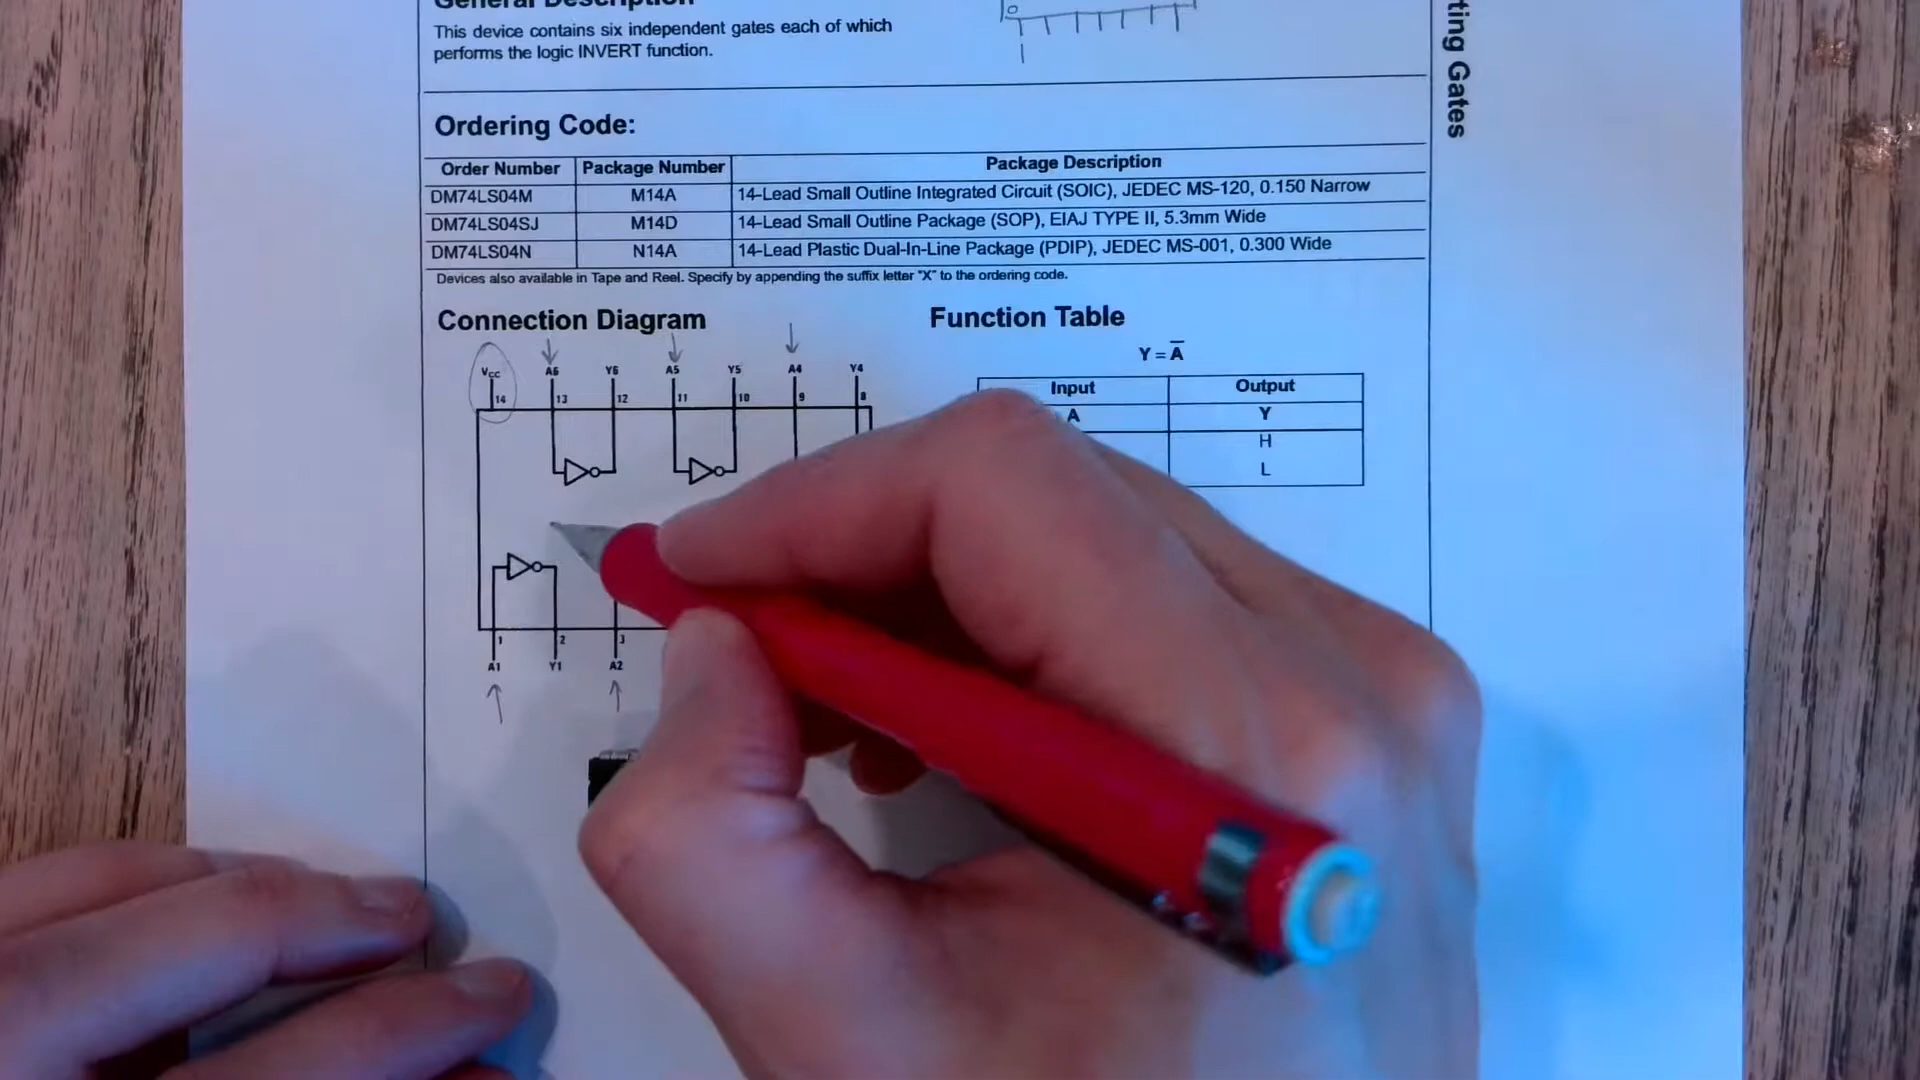 General Description
This device contains six independent gates each of which
performs the logic INVERT function.
ting Gates
Ordering Code:
Order Number Package Number Package Description
DM74LS04M M14A 14-Lead Small Outline Integrated Circuit (SOIC), JEDEC MS-120, 0.150 Narrow
DM74LS04SJ M14D 14-Lead Small Outline Package (SOP), EIAJ TYPE II, 5.3mm Wide
DM74LS04N N14A 14-Lead Plastic Dual-In-Line Package (PDIP), JEDEC MS-001, 0.300 Wide
Devices also available in Tape and Reel. Specify by appending the suffix letter "X" to the ordering code.
Connection Diagram
VCC A6 Y6 A5 Y5 A4 Y4
14 13 12 11 10 9 8
1 2 3
A1 Y1 A2
Function Table
Y = A̅
Input Output
A Y
H
L